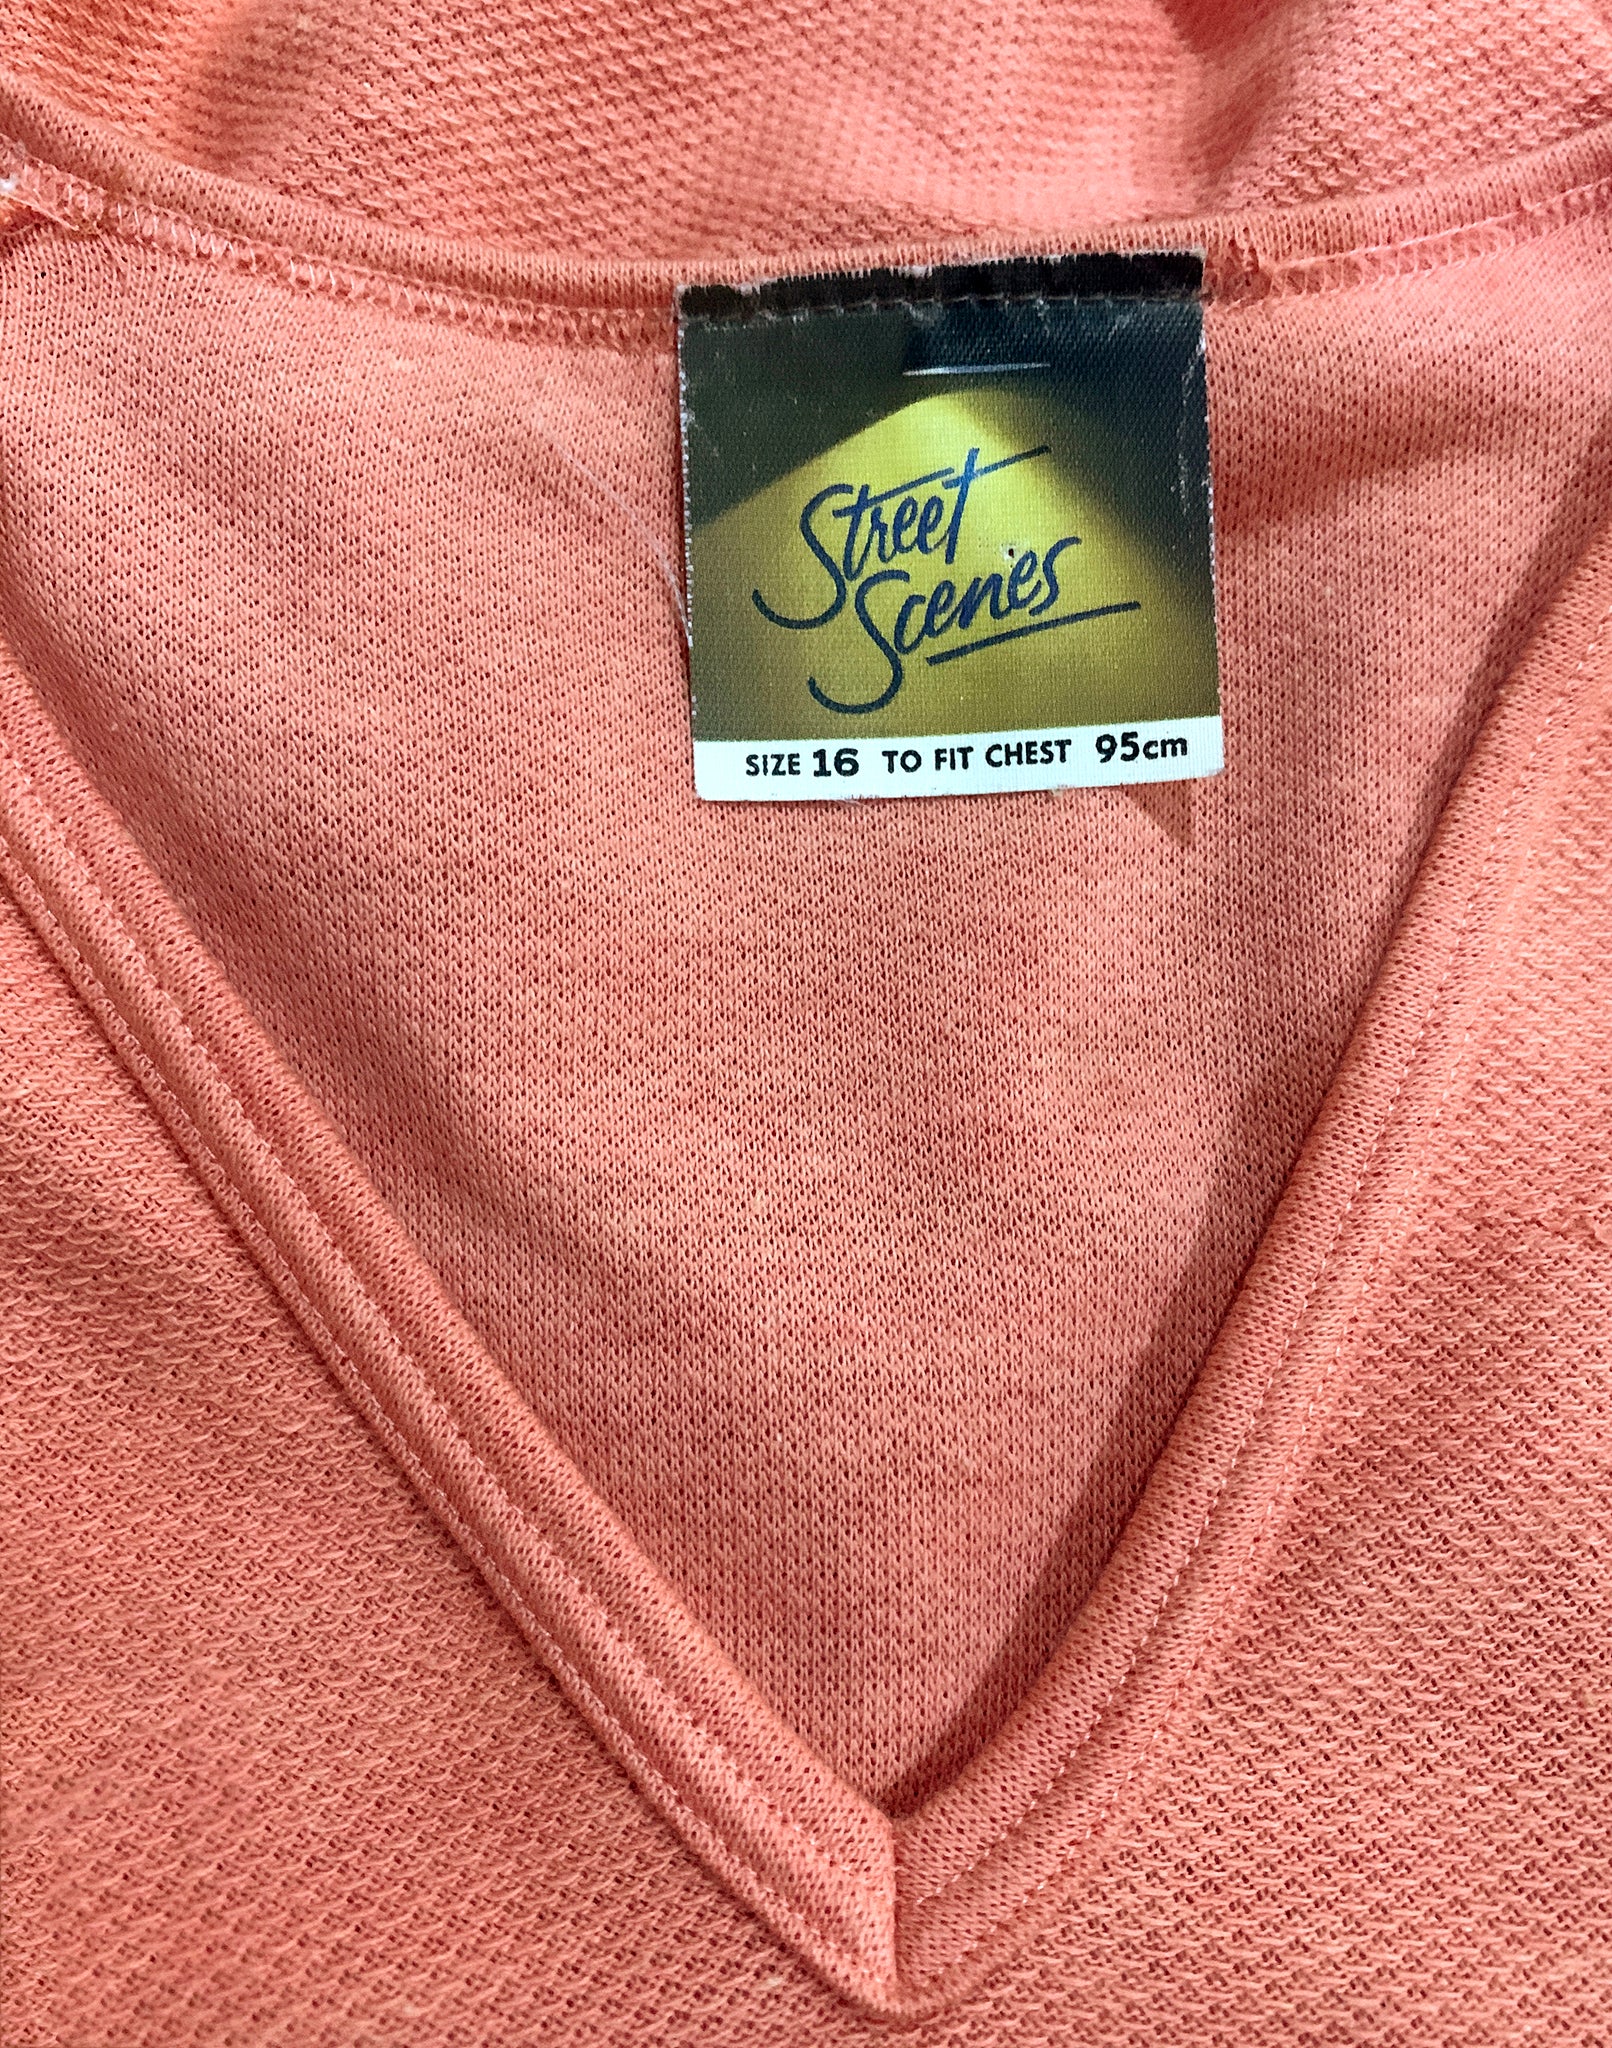 Street
Scenes
SIZE 16 TO FIT CHEST 95cm